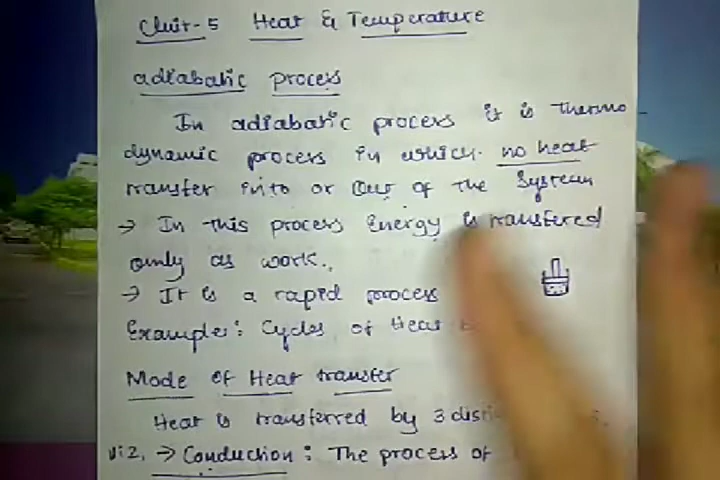 Unit-5 Heat & Temperature
adiabatic process
In adiabatic process it is thermo
dynamic process in which no heat
transfer into or Out of the System
→ In this process Energy is transfered
only as work.,
→ It is a rapid process
Example: Cycles of Heat
Mode of Heat transfer
Heat is transferred by 3
viz, → Conduction: The process of